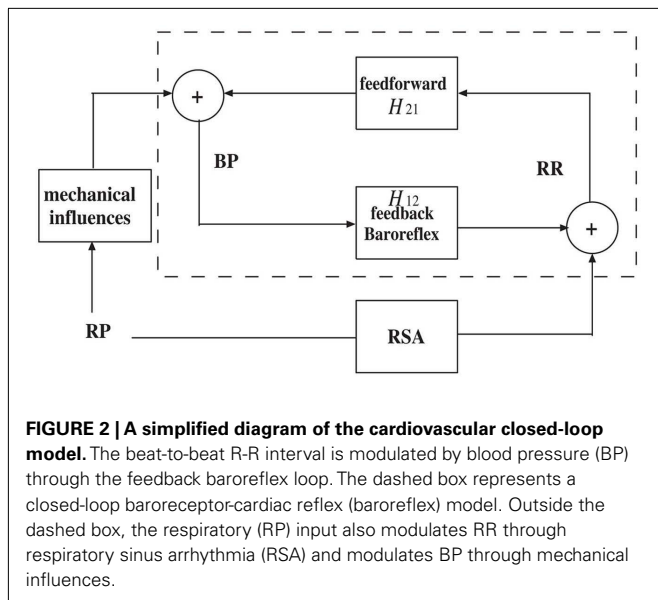 +
feedforward
H21
BP
RR
mechanical
influences
H12
feedback
Baroreflex
+
RP
RSA
FIGURE 2 | A simplified diagram of the cardiovascular closed-loop
model. The beat-to-beat R-R interval is modulated by blood pressure (BP)
through the feedback baroreflex loop. The dashed box represents a
closed-loop baroreceptor-cardiac reflex (baroreflex) model. Outside the
dashed box, the respiratory (RP) input also modulates RR through
respiratory sinus arrhythmia (RSA) and modulates BP through mechanical
influences.